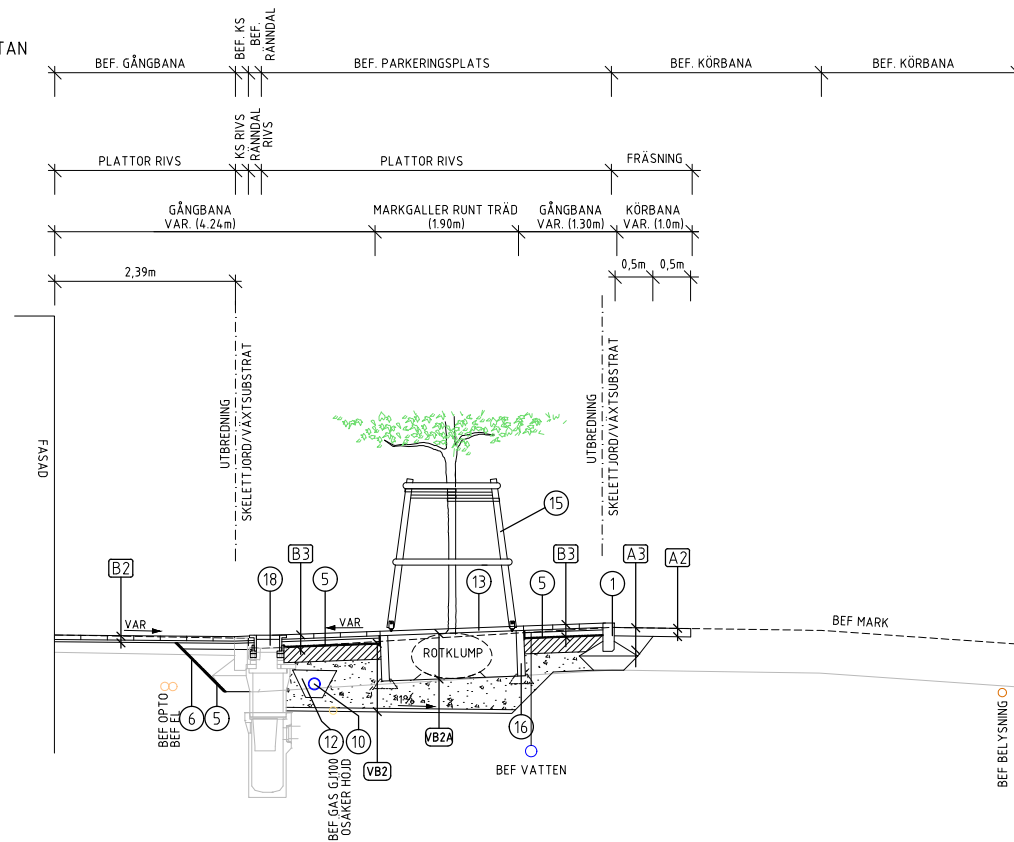 TAN
BEF. GÅNGBANA
BEF. KS
BEF.
RÄNNDAL
BEF. PARKERINGSPLATS
BEF. KÖRBANA
BEF. KÖRBANA
PLATTOR RIVS
KS RIVS
RÄNNDAL
RIVS
PLATTOR RIVS
FRÄSNING
GÅNGBANA
VAR. (4.24m)
MARKGALLER RUNT TRÄD
(1.90m)
GÅNGBANA
VAR. (1.30m)
KÖRBANA
VAR. (1.0m)
2,39m
0,5m
0,5m
FASAD
UTBREDNING
SKELETTJORD/VÄXTSUBSTRAT
UTBREDNING
SKELETTJORD/VÄXTSUBSTRAT
15
B2
18
B3
5
13
5
B3
1
A3
A2
VAR
VAR
BEF MARK
ROTKLUMP
BEF OPTO
BEF EL
6
5
12
10
VB2
VB2A
16
BEF GAS GJ100
OSÄKER HÖJD
BEF VATTEN
BEF BELYSNING